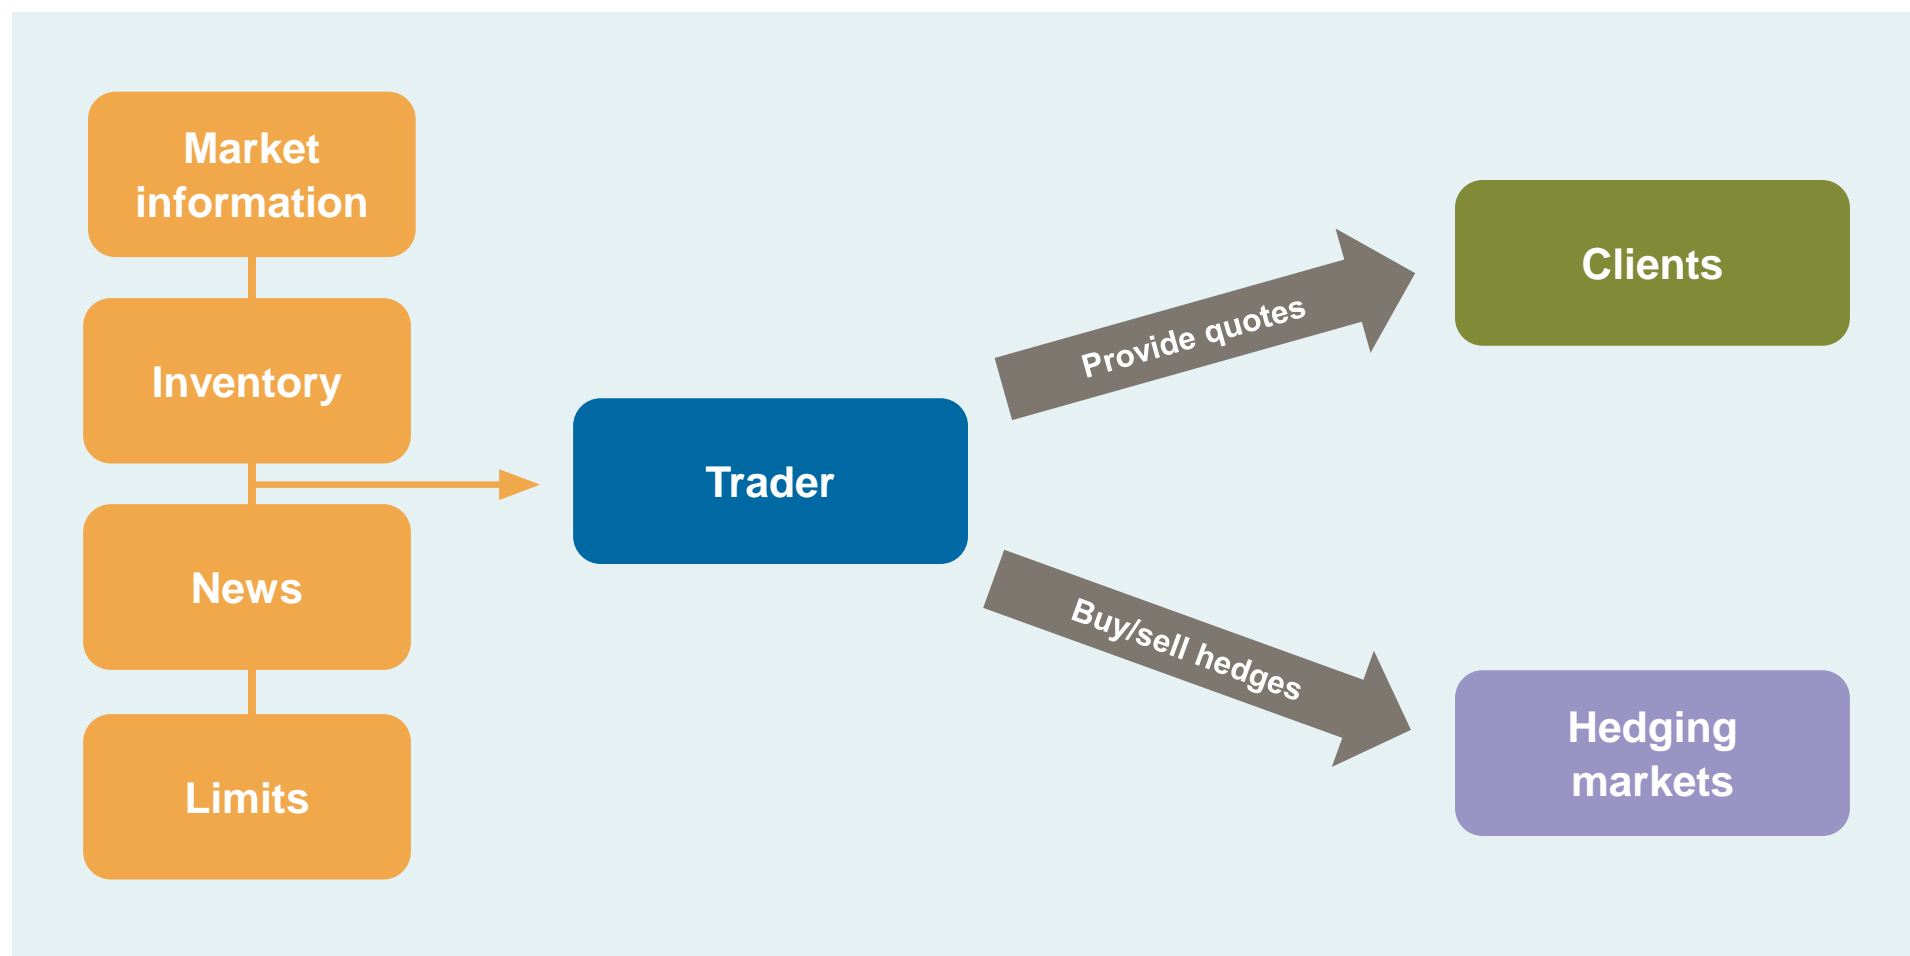 Market
information
Inventory
News
Limits
Trader
Provide quotes
Buy/sell hedges
Clients
Hedging
markets